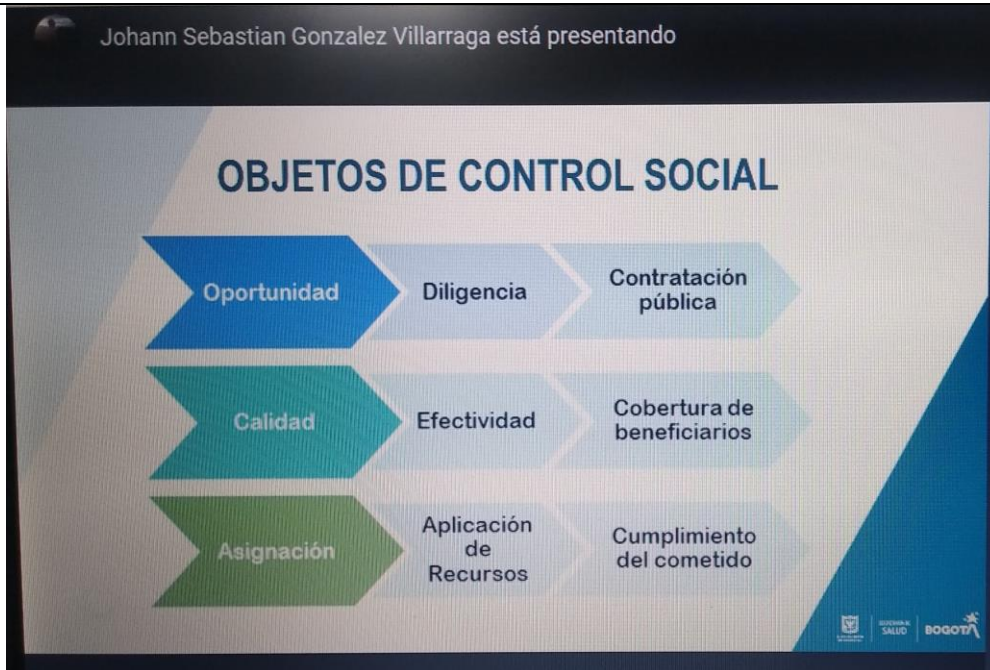 Johann Sebastian Gonzalez Villarraga está presentando
OBJETOS DE CONTROL SOCIAL
Oportunidad
Diligencia
Contratación
pública
Calidad
Efectividad
Cobertura de
beneficiarios
Asignación
Aplicación
de
Recursos
Cumplimiento
del cometido
SALUD
BOGOTÁ